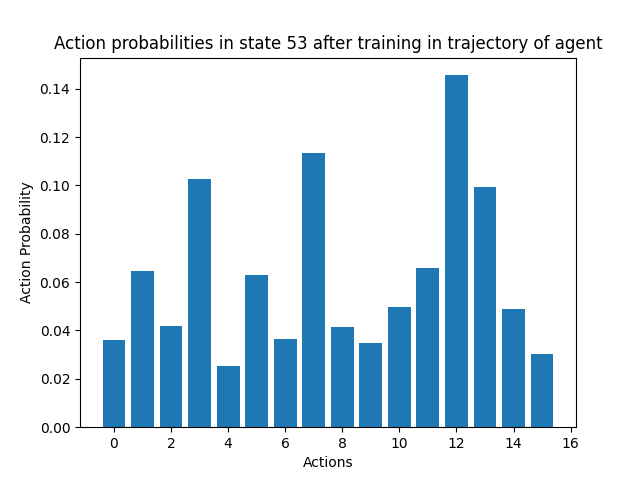 Action probabilities in state 53 after training in trajectory of agent
0.14
0.12
0.10
0.08
0.06
0.04
0.02
0.00
Action Probability
0 2 4 6 8 10 12 14 16
Actions